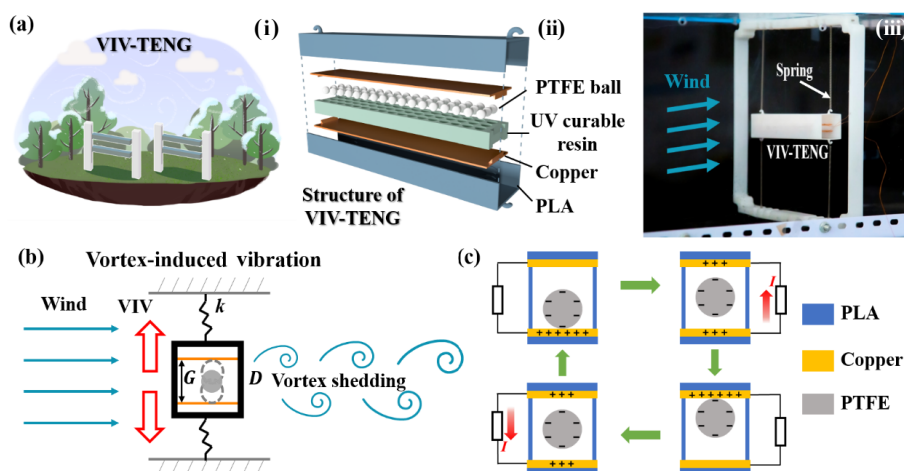 (a)
VIV-TENG
(i)
(ii)
PTFE ball
UV curable
resin
Copper
PLA
Structure of
VIV-TENG
(iii)
Wind
Spring
VIV-TENG
(b)
Vortex-induced vibration
Wind
VIV
k
G
D
Vortex shedding
(c)
+ + +
I
+ + + + + +
+ + +
PLA
Copper
PTFE
+ + +
I
+ + +
+ + + + + +